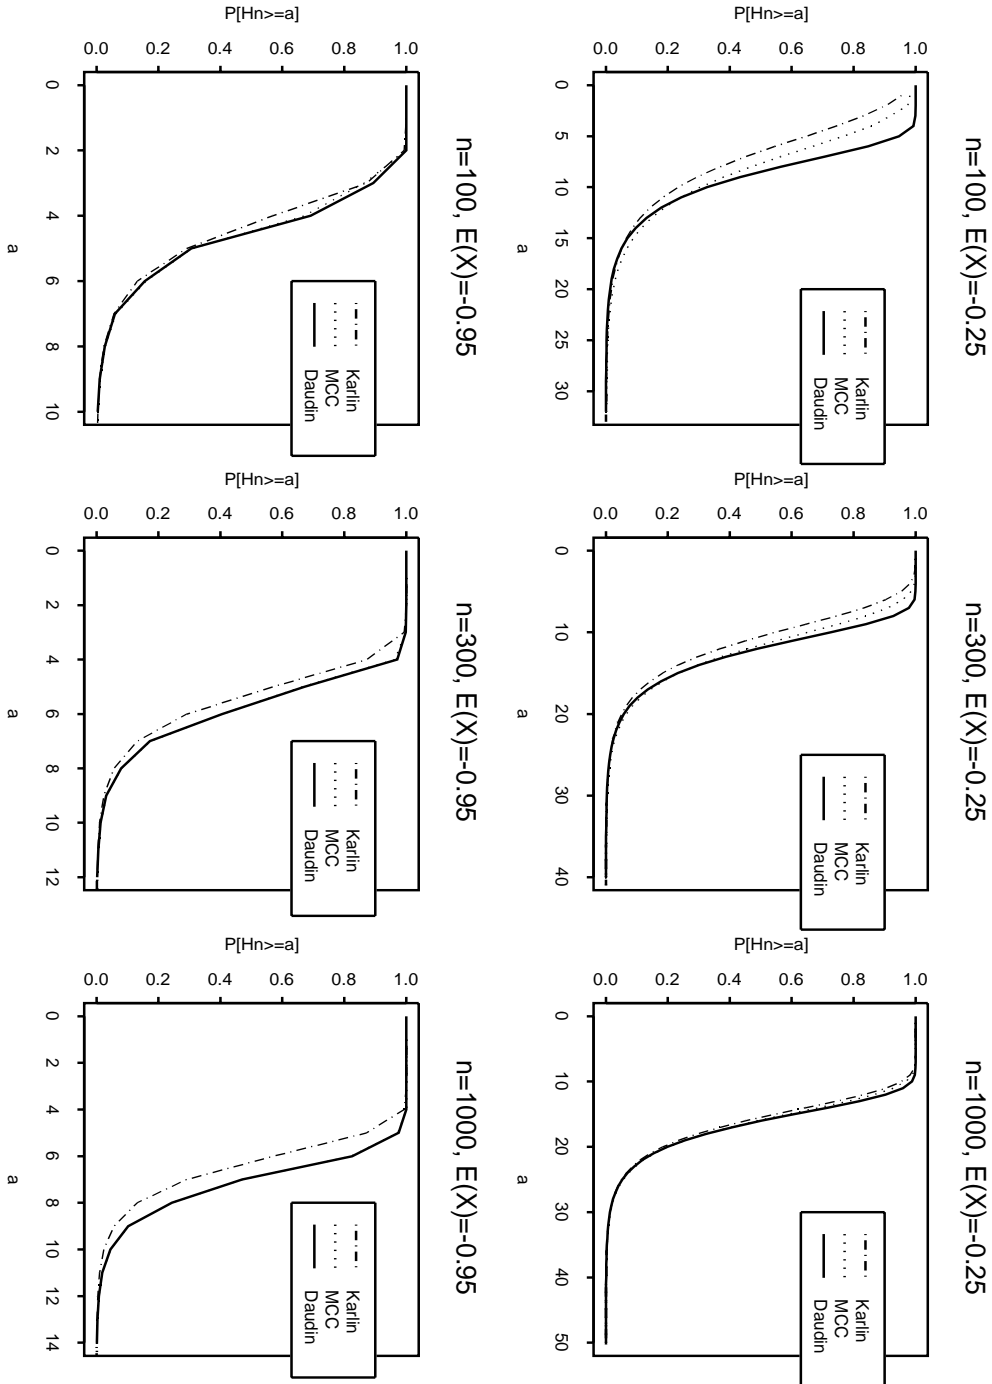 n=100, E(X)=-0.25
P[Hn>=a]
0.0 0.2 0.4 0.6 0.8 1.0
0 5 10 15 20 25 30
a
Karlin
MCC
Daudin
n=300, E(X)=-0.25
P[Hn>=a]
0.0 0.2 0.4 0.6 0.8 1.0
0 10 20 30 40
a
Karlin
MCC
Daudin
n=1000, E(X)=-0.25
P[Hn>=a]
0.0 0.2 0.4 0.6 0.8 1.0
0 10 20 30 40 50
a
Karlin
MCC
Daudin
n=100, E(X)=-0.95
P[Hn>=a]
0.0 0.2 0.4 0.6 0.8 1.0
0 2 4 6 8 10
a
Karlin
MCC
Daudin
n=300, E(X)=-0.95
P[Hn>=a]
0.0 0.2 0.4 0.6 0.8 1.0
0 2 4 6 8 10 12
a
Karlin
MCC
Daudin
n=1000, E(X)=-0.95
P[Hn>=a]
0.0 0.2 0.4 0.6 0.8 1.0
0 2 4 6 8 10 12 14
a
Karlin
MCC
Daudin